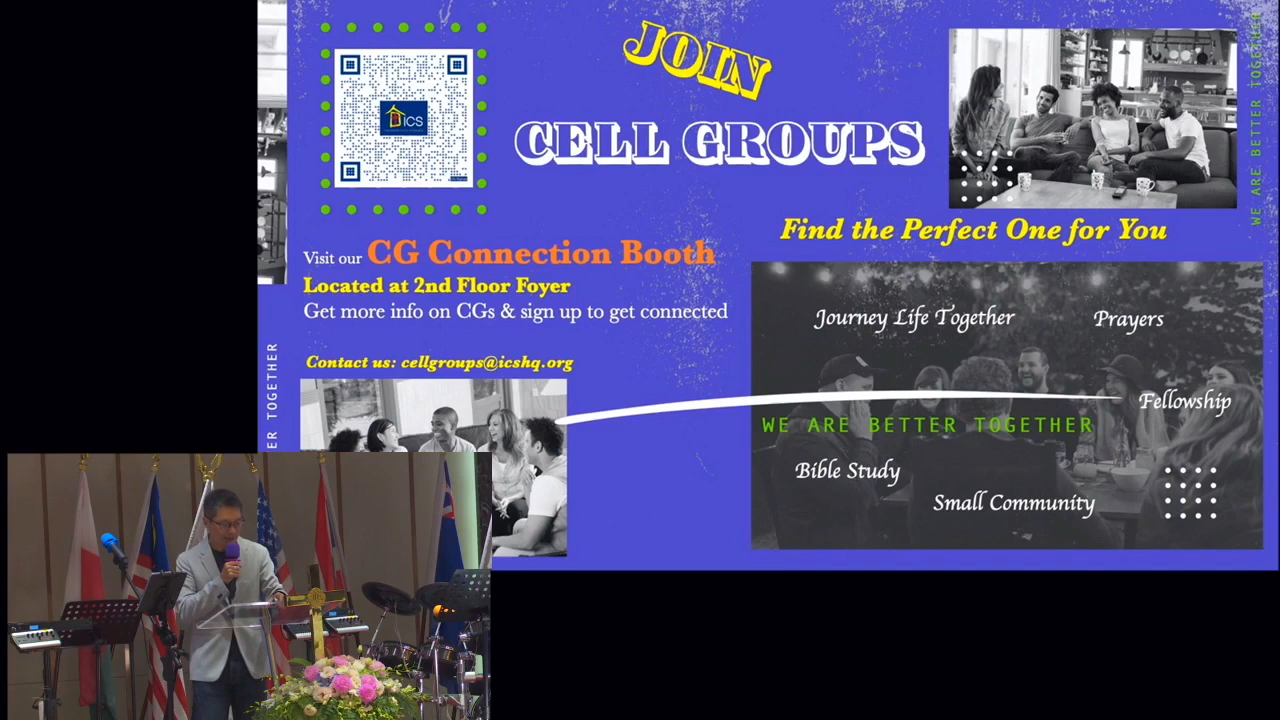 JOIN
CELL GROUPS
ICS
Visit our CG Connection Booth
Located at 2nd Floor Foyer
Get more info on CGs & sign up to get connected
Contact us: cellgroups@icshq.org
Find the Perfect One for You
Journey Life Together
Prayers
Fellowship
WE ARE BETTER TOGETHER
Bible Study
Small Community
WE ARE BETTER TOGETHER
ER TOGETHER